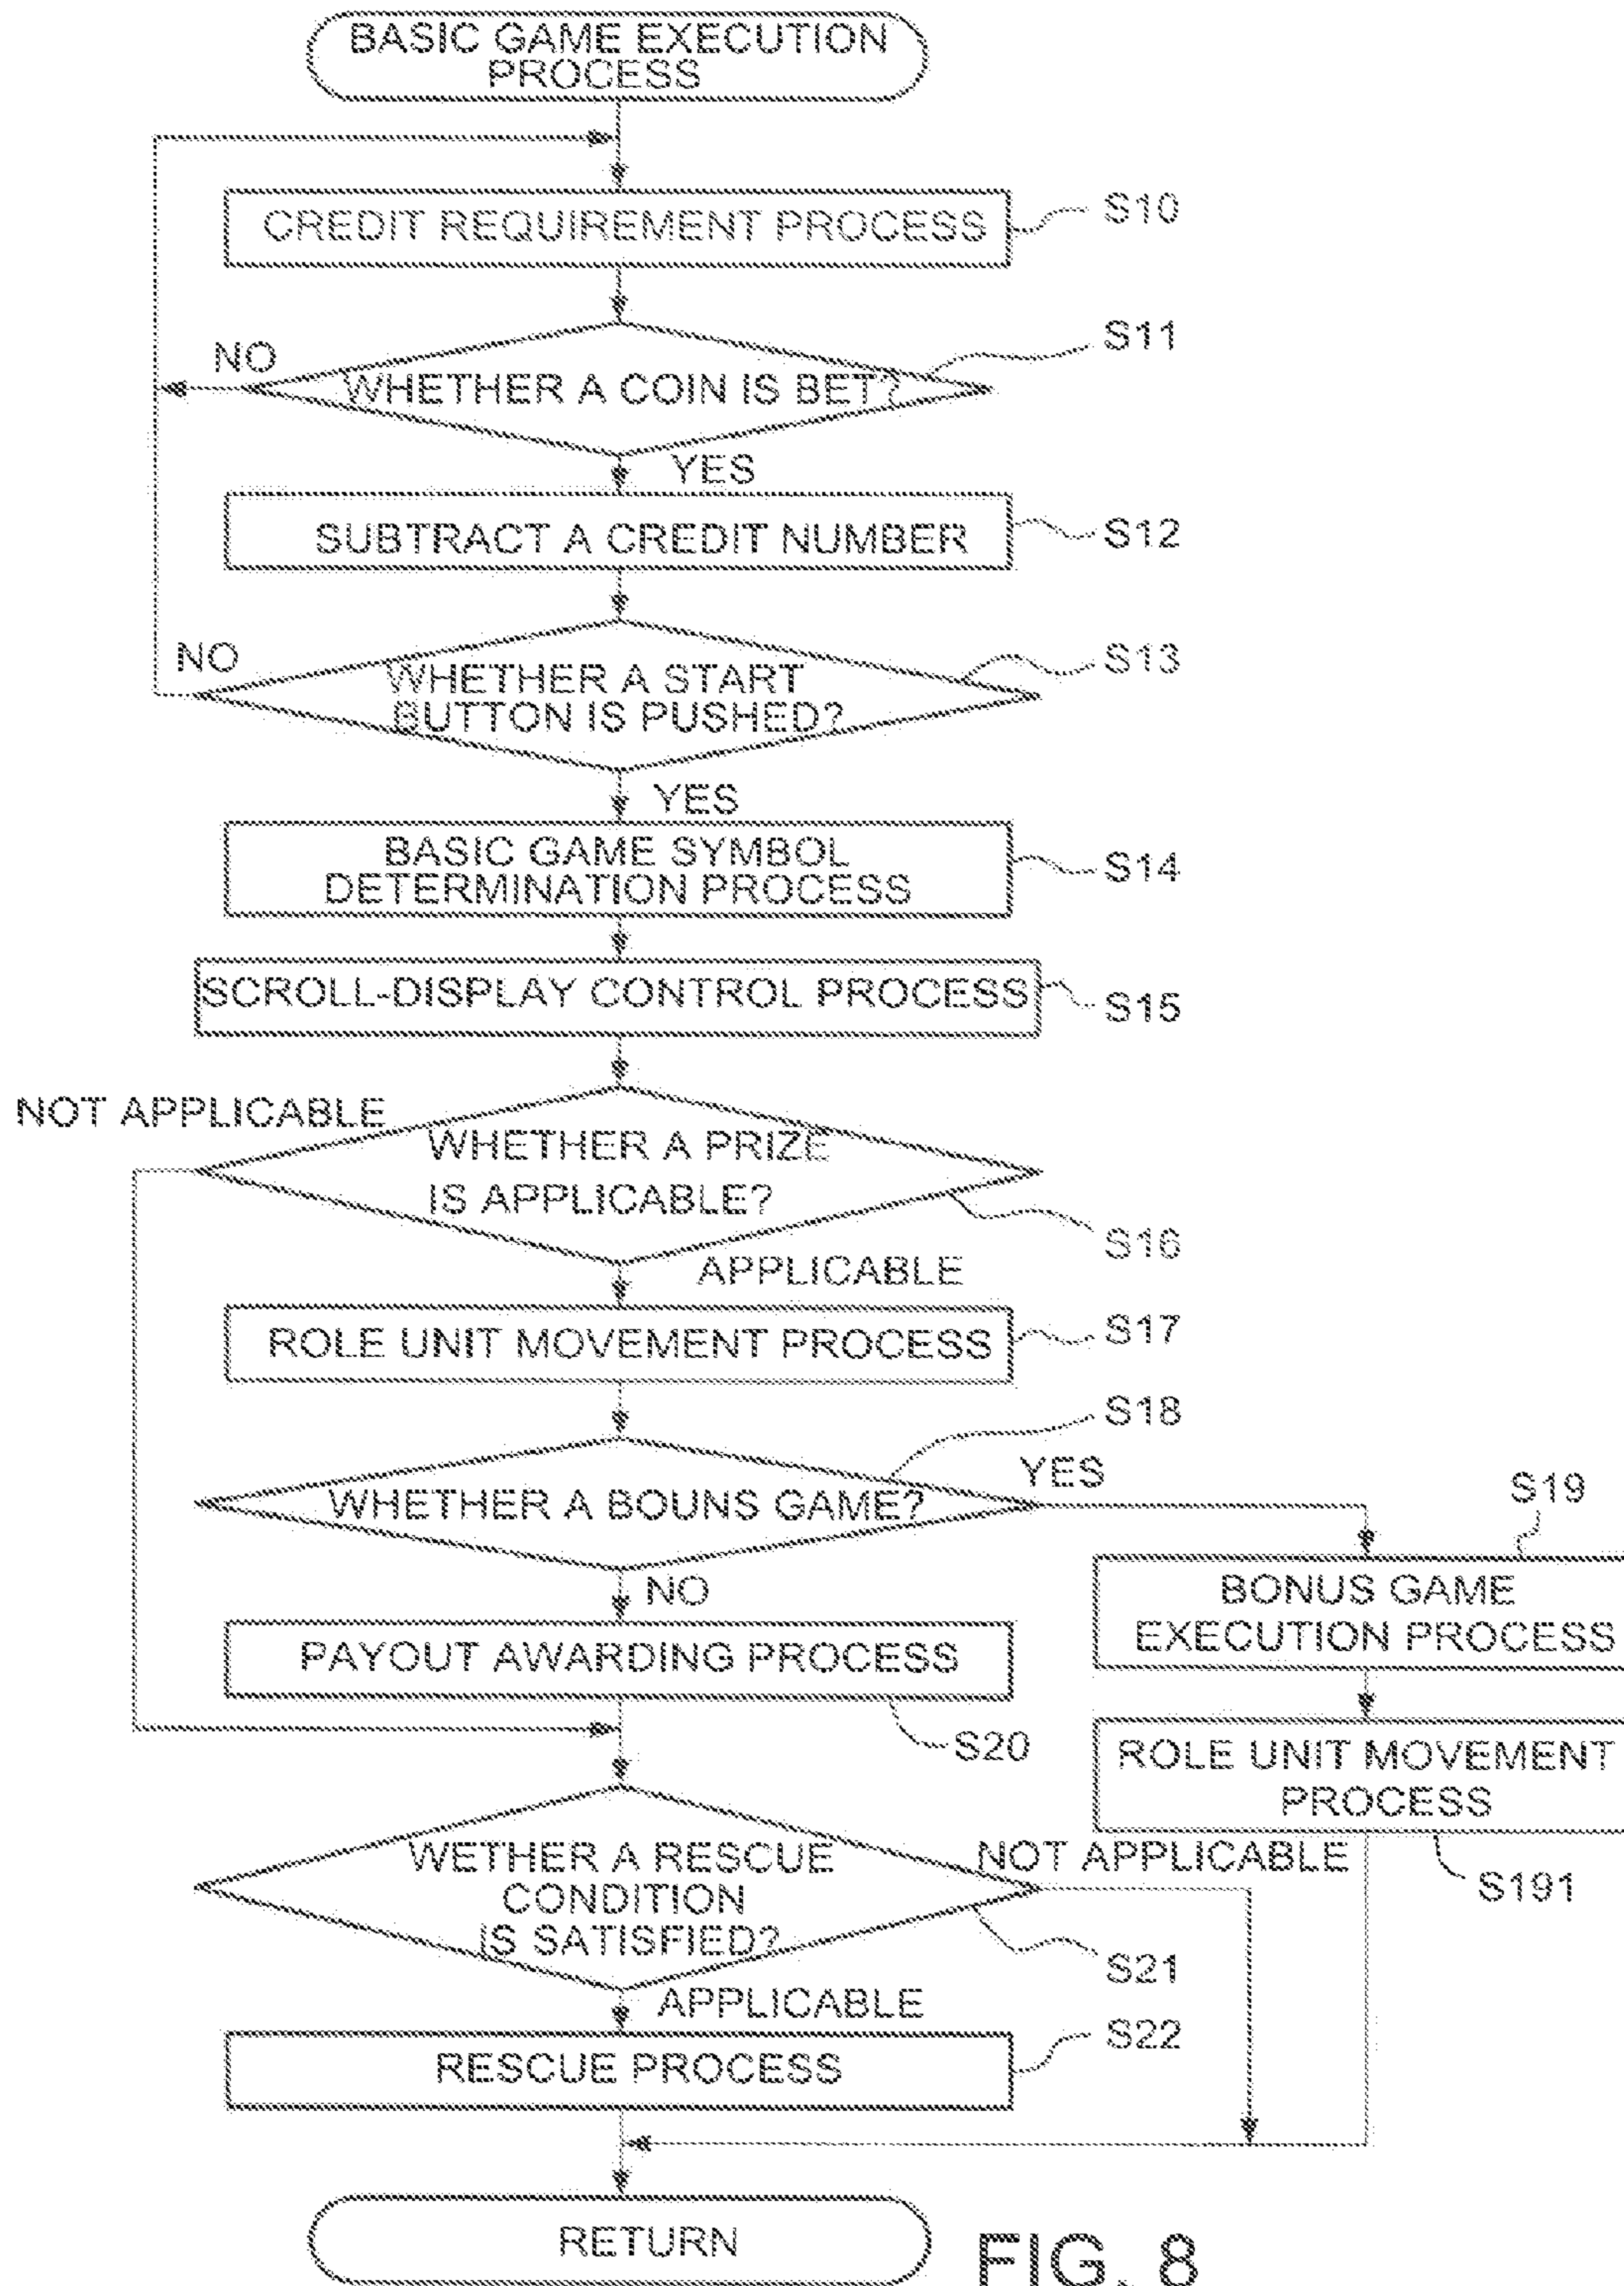 BASIC GAME EXECUTION
PROCESS
CREDIT REQUIREMENT PROCESS
S10
S11
NO
WHETHER A COIN IS BET?
YES
SUBTRACT A CREDIT NUMBER
S12
NO
S13
WHETHER A START
BUTTON IS PUSHED?
YES
BASIC GAME SYMBOL
DETERMINATION PROCESS
S14
SCROLL-DISPLAY CONTROL PROCESS
S15
NOT APPLICABLE
WHETHER A PRIZE
IS APPLICABLE?
S16
APPLICABLE
ROLE UNIT MOVEMENT PROCESS
S17
S18
YES
WHETHER A BOUNS GAME?
S19
NO
BONUS GAME
EXECUTION PROCESS
PAYOUT AWARDING PROCESS
S20
ROLE UNIT MOVEMENT
PROCESS
S191
WETHER A RESCUE
CONDITION
IS SATISFIED?
NOT APPLICABLE
S21
APPLICABLE
RESCUE PROCESS
S22
RETURN
FIG. 8